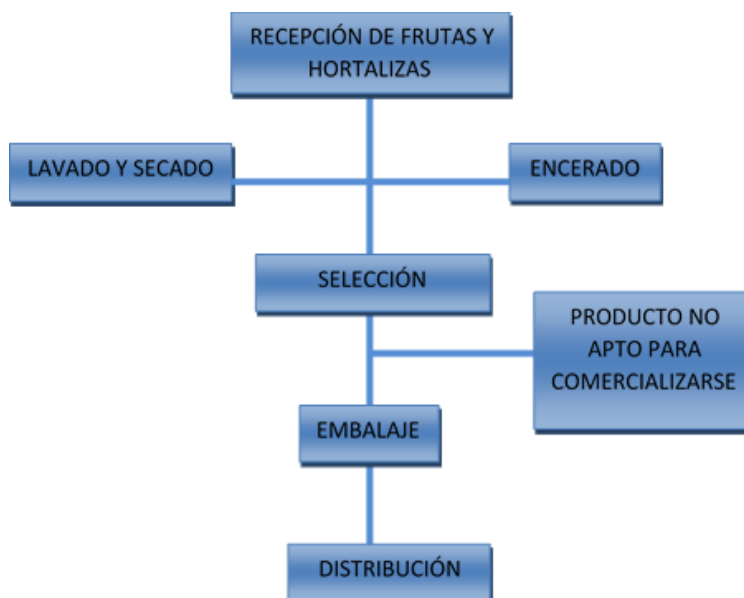 RECEPCIÓN DE FRUTAS Y
HORTALIZAS
LAVADO Y SECADO
ENCERADO
SELECCIÓN
PRODUCTO NO
APTO PARA
COMERCIALIZARSE
EMBALAJE
DISTRIBUCIÓN